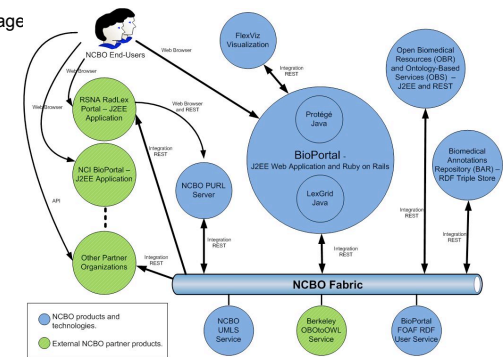 age
NCBO End-Users
Web Browser
FlexViz
Visualization
Open Biomedical
Resources (OBR)
and Ontology-Based
Services (OBS) –
J2EE and REST
Web Browser
RSNA RadLex
Portal – J2EE
Application
Web Browser
and REST
Integration
REST
Web Browser
Protégé
Java
BioPortal -
J2EE Web Application and Ruby on Rails
LexGrid
Java
Biomedical
Annotations
Repository (BAR) –
RDF Triple Store
Integration
REST
NCI BioPortal –
J2EE Application
NCBO PURL
Server
API
Integration
REST
Integration
REST
Integration
REST
Integration
REST
Other Partner
Organizations
Integration
REST
NCBO Fabric
NCBO products and
technologies.
External NCBO partner products.
NCBO
UMLS
Service
Berkeley
OBOtoOWL
Service
BioPortal
FOAF RDF
User Service